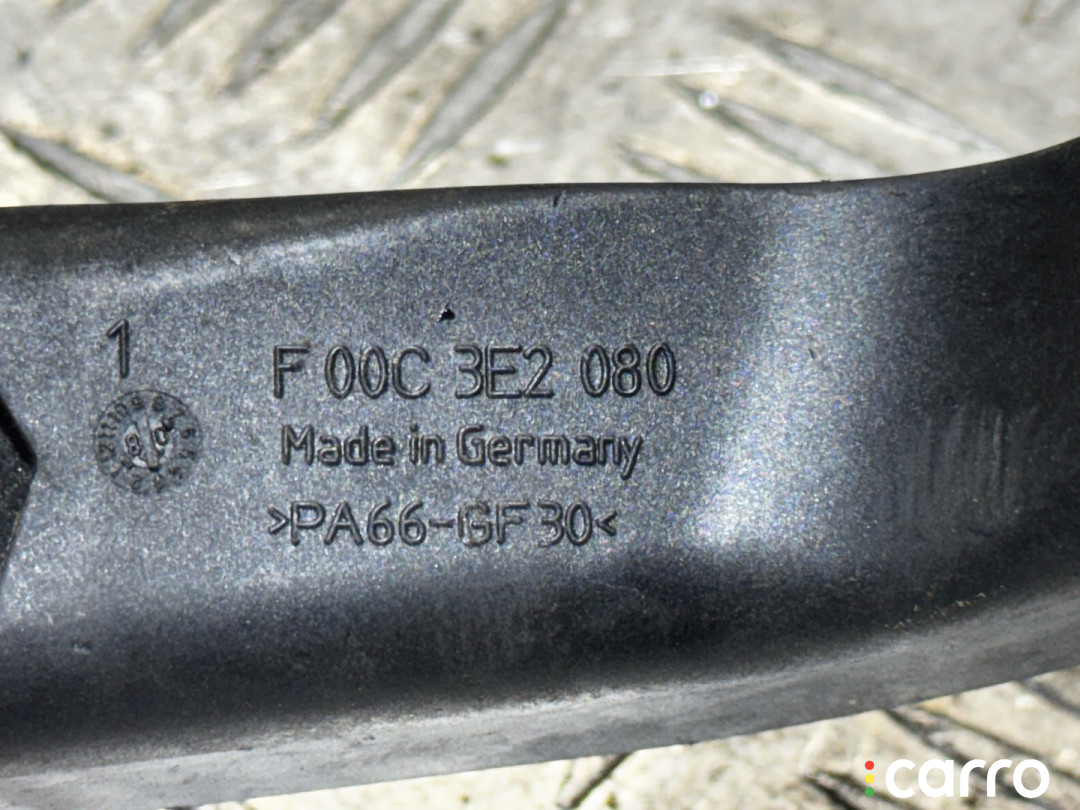 1
F 00C 3E2 080
Made in Germany
>PA66-GF30<
carro